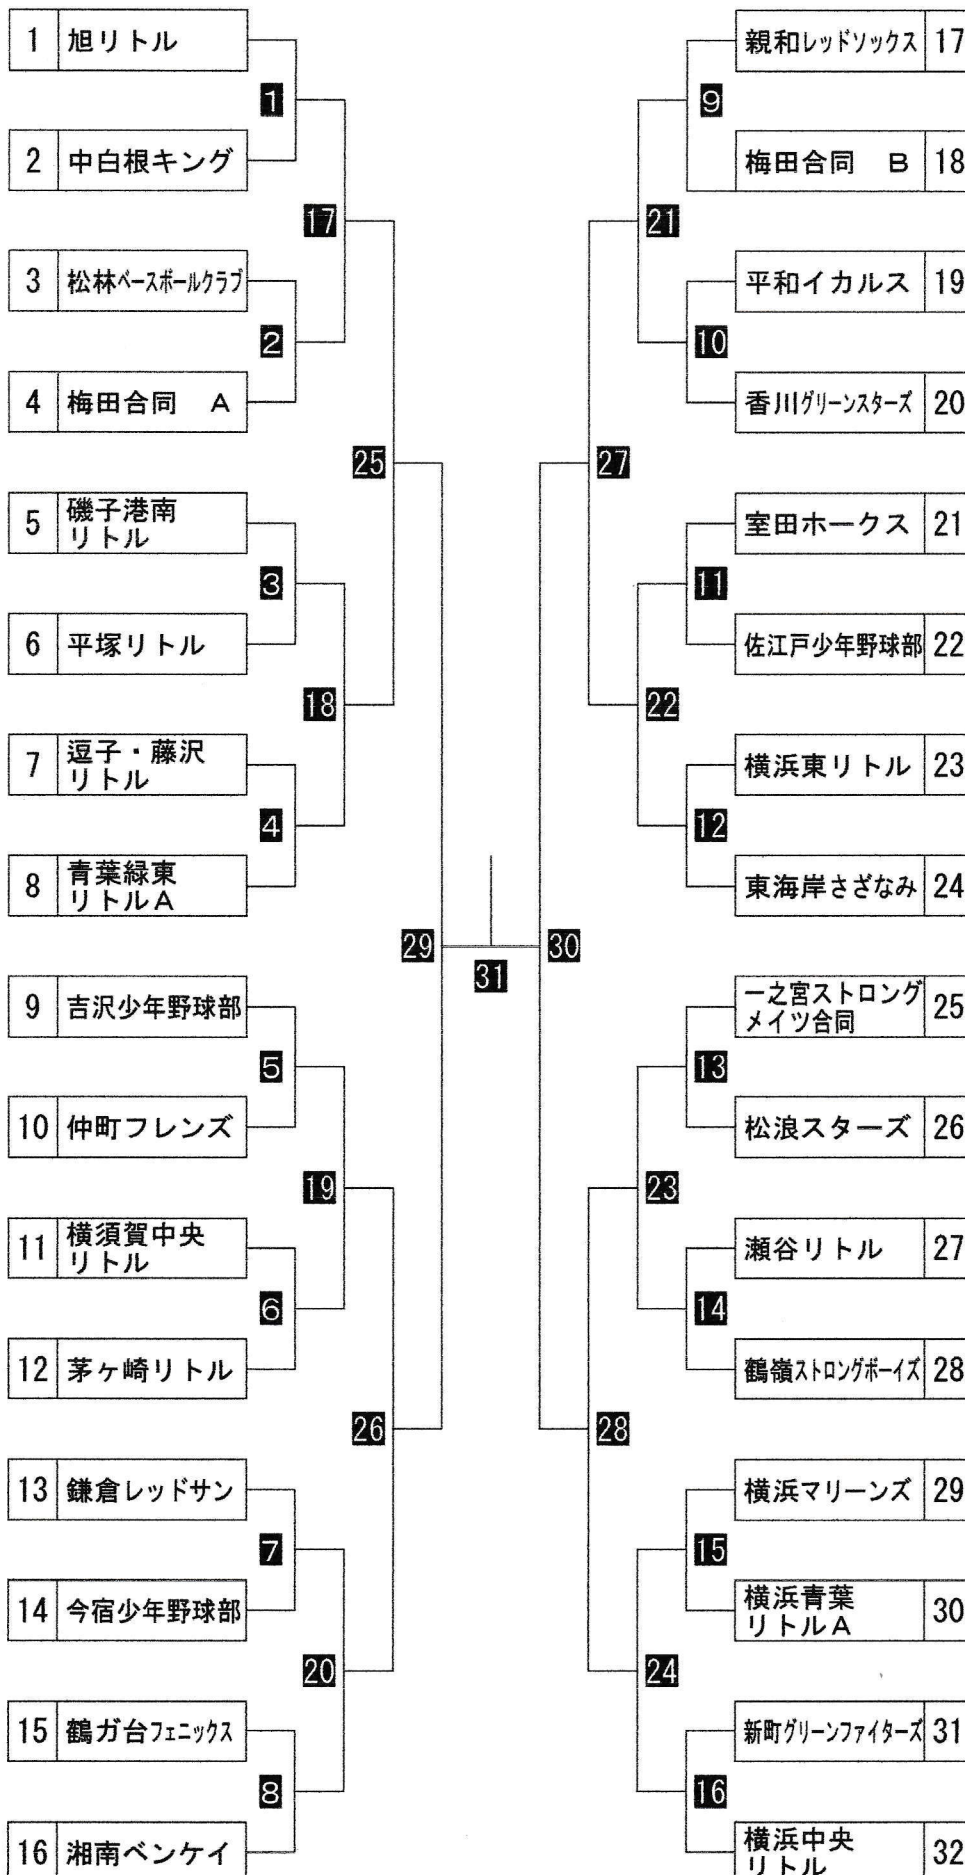 1 旭リトル
1
2 中白根キング
17
3 松林ベースボールクラブ
2
4 梅田合同 A
25
5 磯子港南
リトル
3
6 平塚リトル
18
7 逗子・藤沢
リトル
4
8 青葉緑東
リトルA
29
9 吉沢少年野球部
5
10 仲町フレンズ
19
11 横須賀中央
リトル
6
12 茅ヶ崎リトル
26
13 鎌倉レッドサン
7
14 今宿少年野球部
20
15 鶴ガ台フェニックス
8
16 湘南ベンケイ
31
親和レッドソックス 17
9
梅田合同 B 18
21
平和イカルス 19
10
香川グリーンスターズ 20
27
室田ホークス 21
11
佐江戸少年野球部 22
22
横浜東リトル 23
12
東海岸さざなみ 24
30
一之宮ストロング
メイツ合同 25
13
松浪スターズ 26
23
瀬谷リトル 27
14
鶴嶺ストロングボーイズ 28
28
横浜マリーンズ 29
15
横浜青葉
リトルA 30
24
新町グリーンファイターズ 31
16
横浜中央
リトル 32